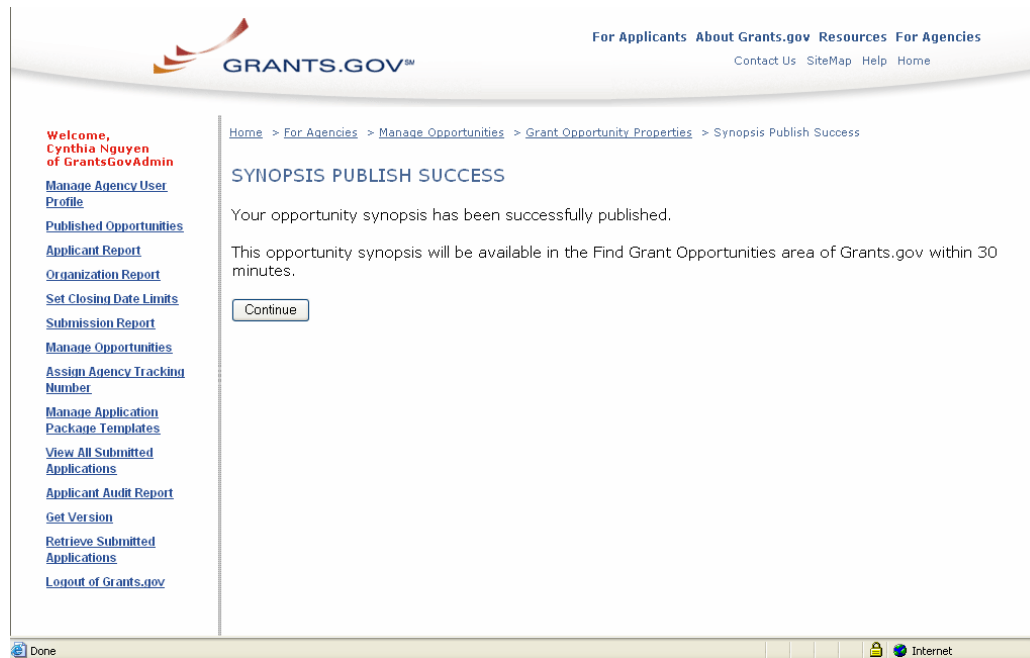 For Applicants About Grants.gov Resources For Agencies
GRANTS.GOV℠
Contact Us SiteMap Help Home
Welcome,
Cynthia Nguyen
of GrantsGovAdmin
Manage Agency User
Profile
Published Opportunities
Applicant Report
Organization Report
Set Closing Date Limits
Submission Report
Manage Opportunities
Assign Agency Tracking
Number
Manage Application
Package Templates
View All Submitted
Applications
Applicant Audit Report
Get Version
Retrieve Submitted
Applications
Logout of Grants.gov
Home > For Agencies > Manage Opportunities > Grant Opportunity Properties > Synopsis Publish Success
SYNOPSIS PUBLISH SUCCESS
Your opportunity synopsis has been successfully published.
This opportunity synopsis will be available in the Find Grant Opportunities area of Grants.gov within 30
minutes.
Continue
Done
Internet